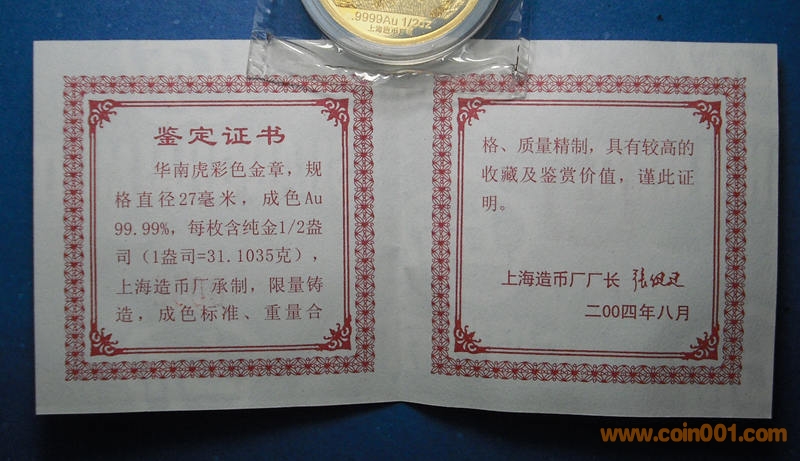 .9999Au 1/2oz
上海造币厂
鉴定证书
华南虎彩色金章，规
格直径27毫米，成色Au
99.99%，每枚含纯金1/2盎
司（1盎司=31.1035克），
上海造币厂承制，限量铸
造，成色标准、重量合
格、质量精制，具有较高的
收藏及鉴赏价值，谨此证
明。
上海造币厂厂长
二OO四年八月
www.coin001.com